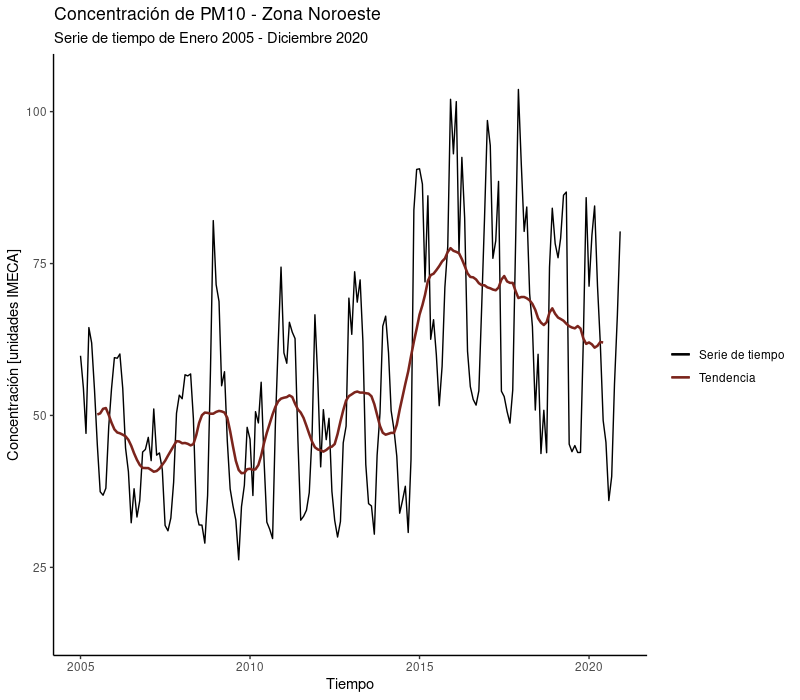 Concentración de PM10 - Zona Noroeste
Serie de tiempo de Enero 2005 - Diciembre 2020
Concentración [unidades IMECA]
100
75
50
25
2005
2010
2015
2020
Tiempo
Serie de tiempo
Tendencia